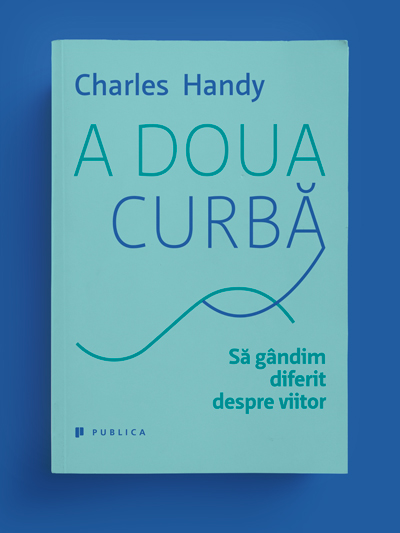 Charles Handy
A DOUA
CURBĂ
Să gândim
diferit
despre viitor
PUBLICA